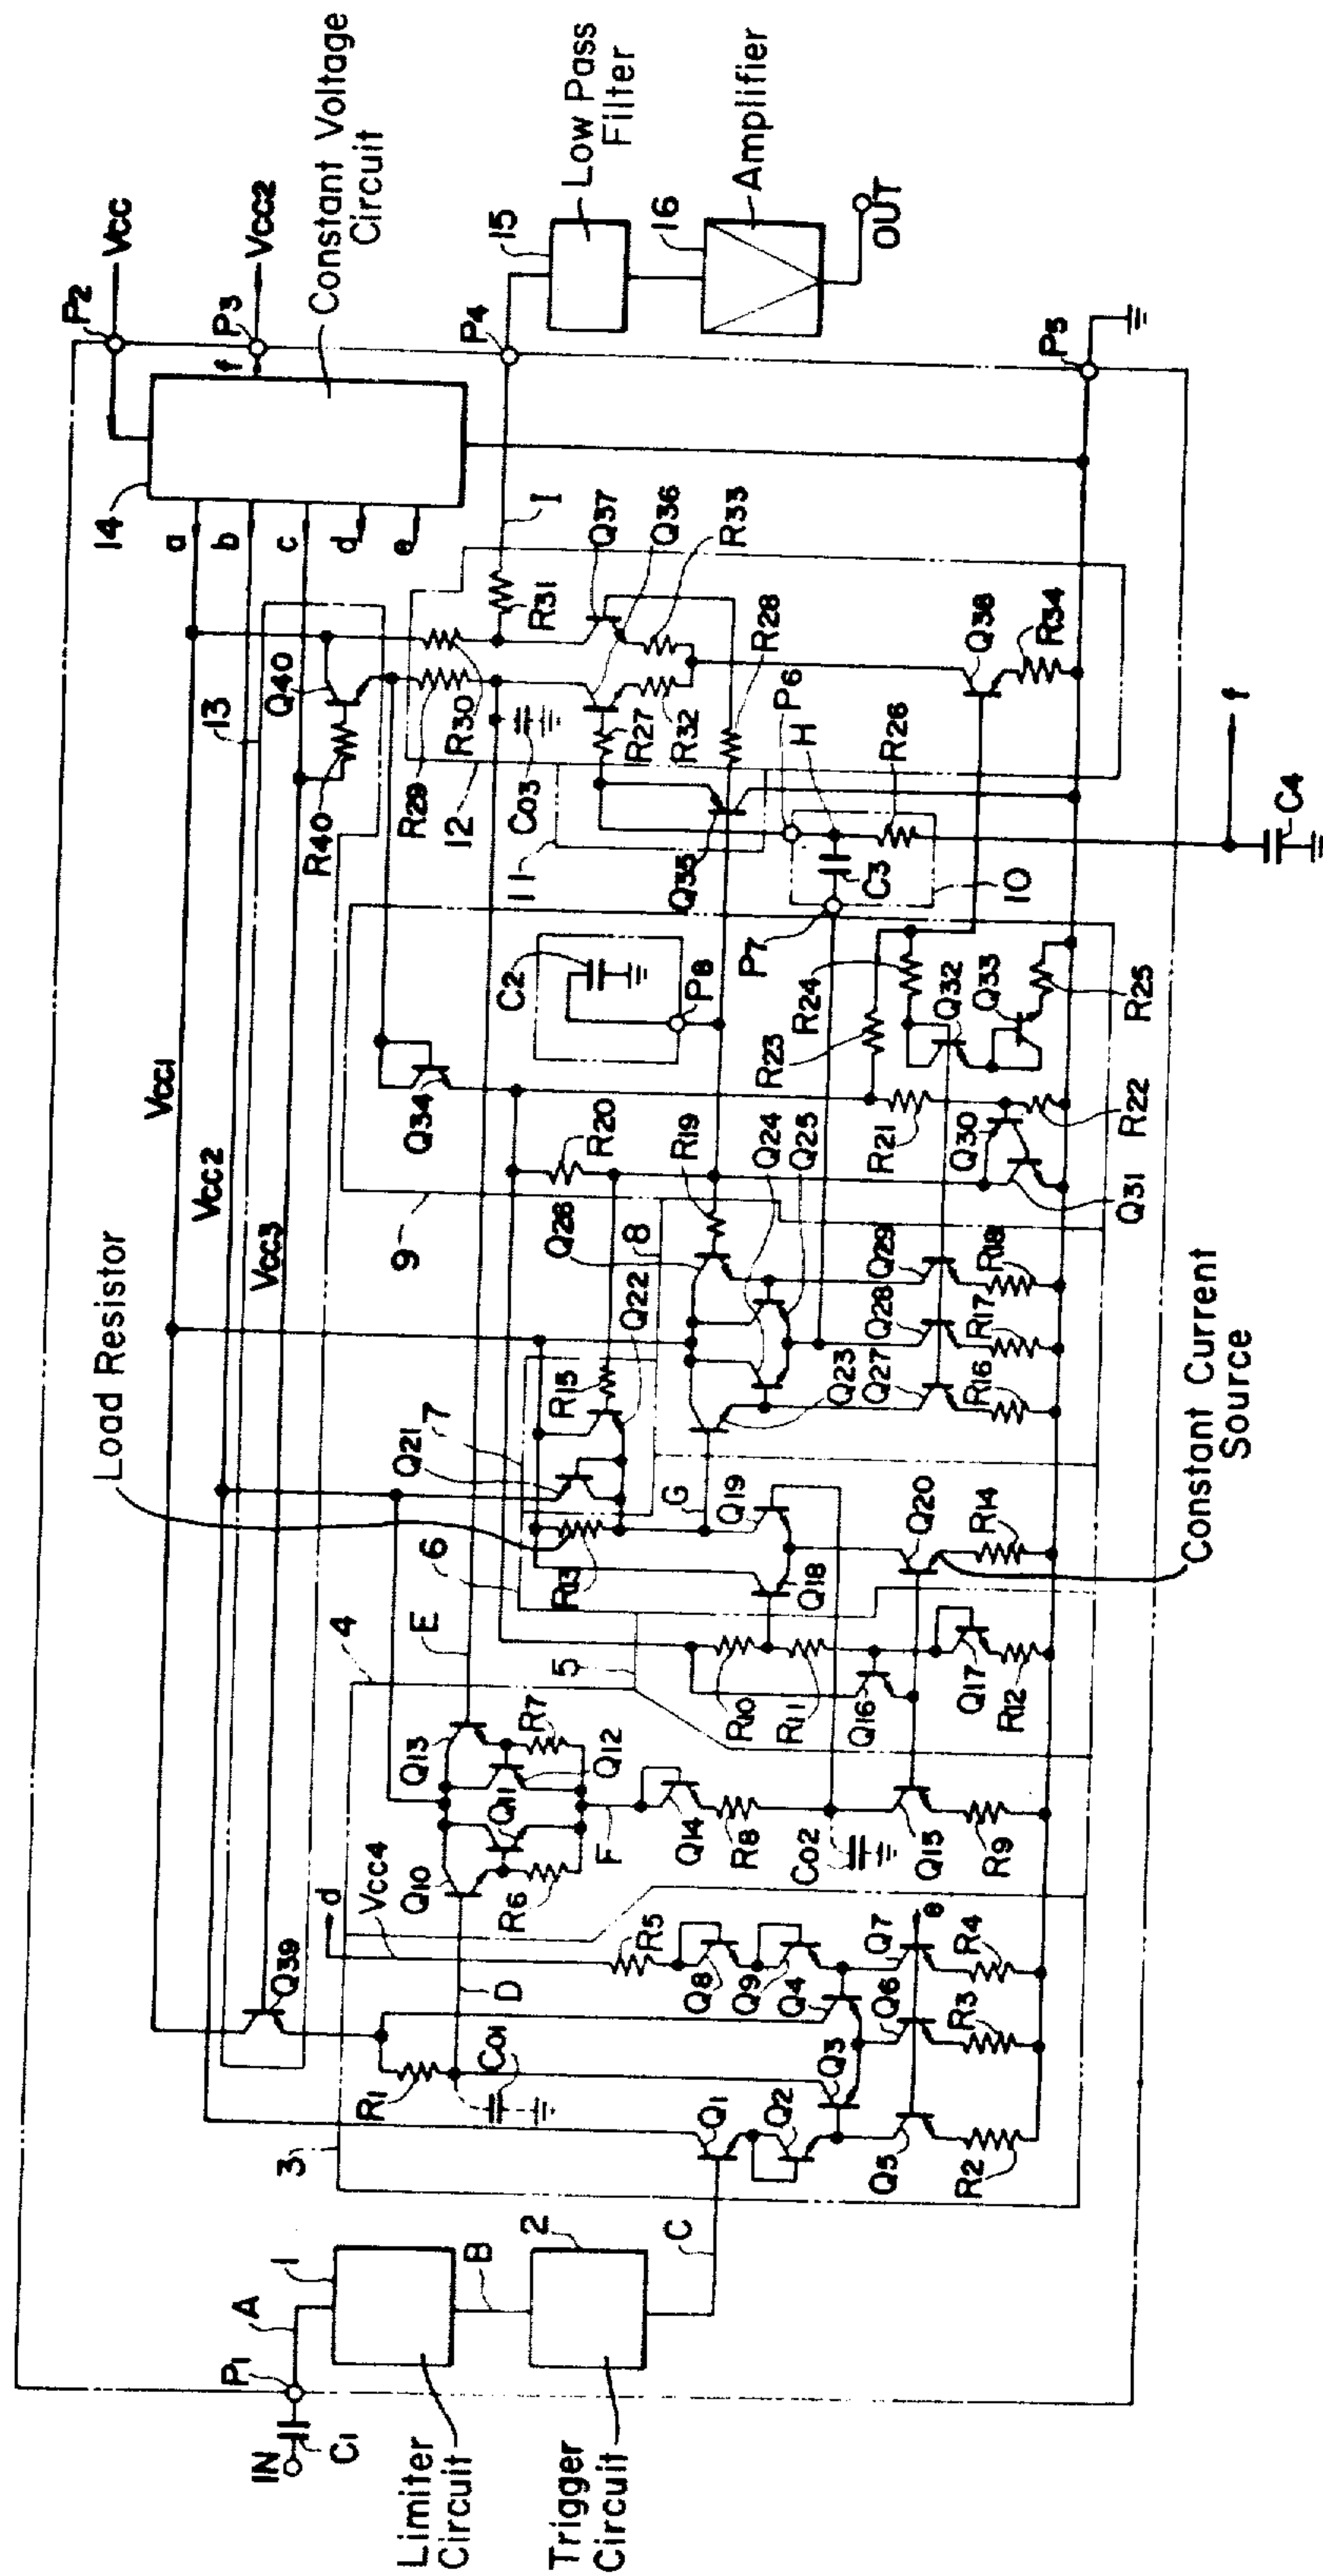 Load Resistor
Vcc1
Vcc2
Vcc3
14
a
b
c
d
e
f
P2
Vcc
P3
Vcc2
Constant Voltage
Circuit
15
Low Pass
Filter
16
Amplifier
OUT
P4
P5
I
13
Q40
R40
R29
R30
R31
12
C03
Q37
Q36
R33
R27
R32
R28
11
P6
H
Q35
R26
C3
10
P7
Q38
R34
f
C4
C2
P8
9
Q34
R20
R19
Q24
Q25
R23
R24
Q32
Q33
R25
R21
Q30
R22
Q31
Q26
8
Q22
R15
Q21
7
6
R13
G
Q19
Q23
Q27
Q28
Q29
R16
R17
R18
Q18
Q20
R14
Constant Current
Source
4
E
5
R10
R11
Q16
Q17
R12
Q13
R7
Q12
Q11
Q10
R6
F
Q14
R8
C02
Q15
R9
d
Vcc4
D
Q39
R1
C01
3
R5
Q8
Q9
Q4
Q7
e
R4
Q6
R3
Q3
Q1
Q2
Q5
R2
IN
C1
P1
A
1
Limiter
Circuit
B
2
Trigger
Circuit
C